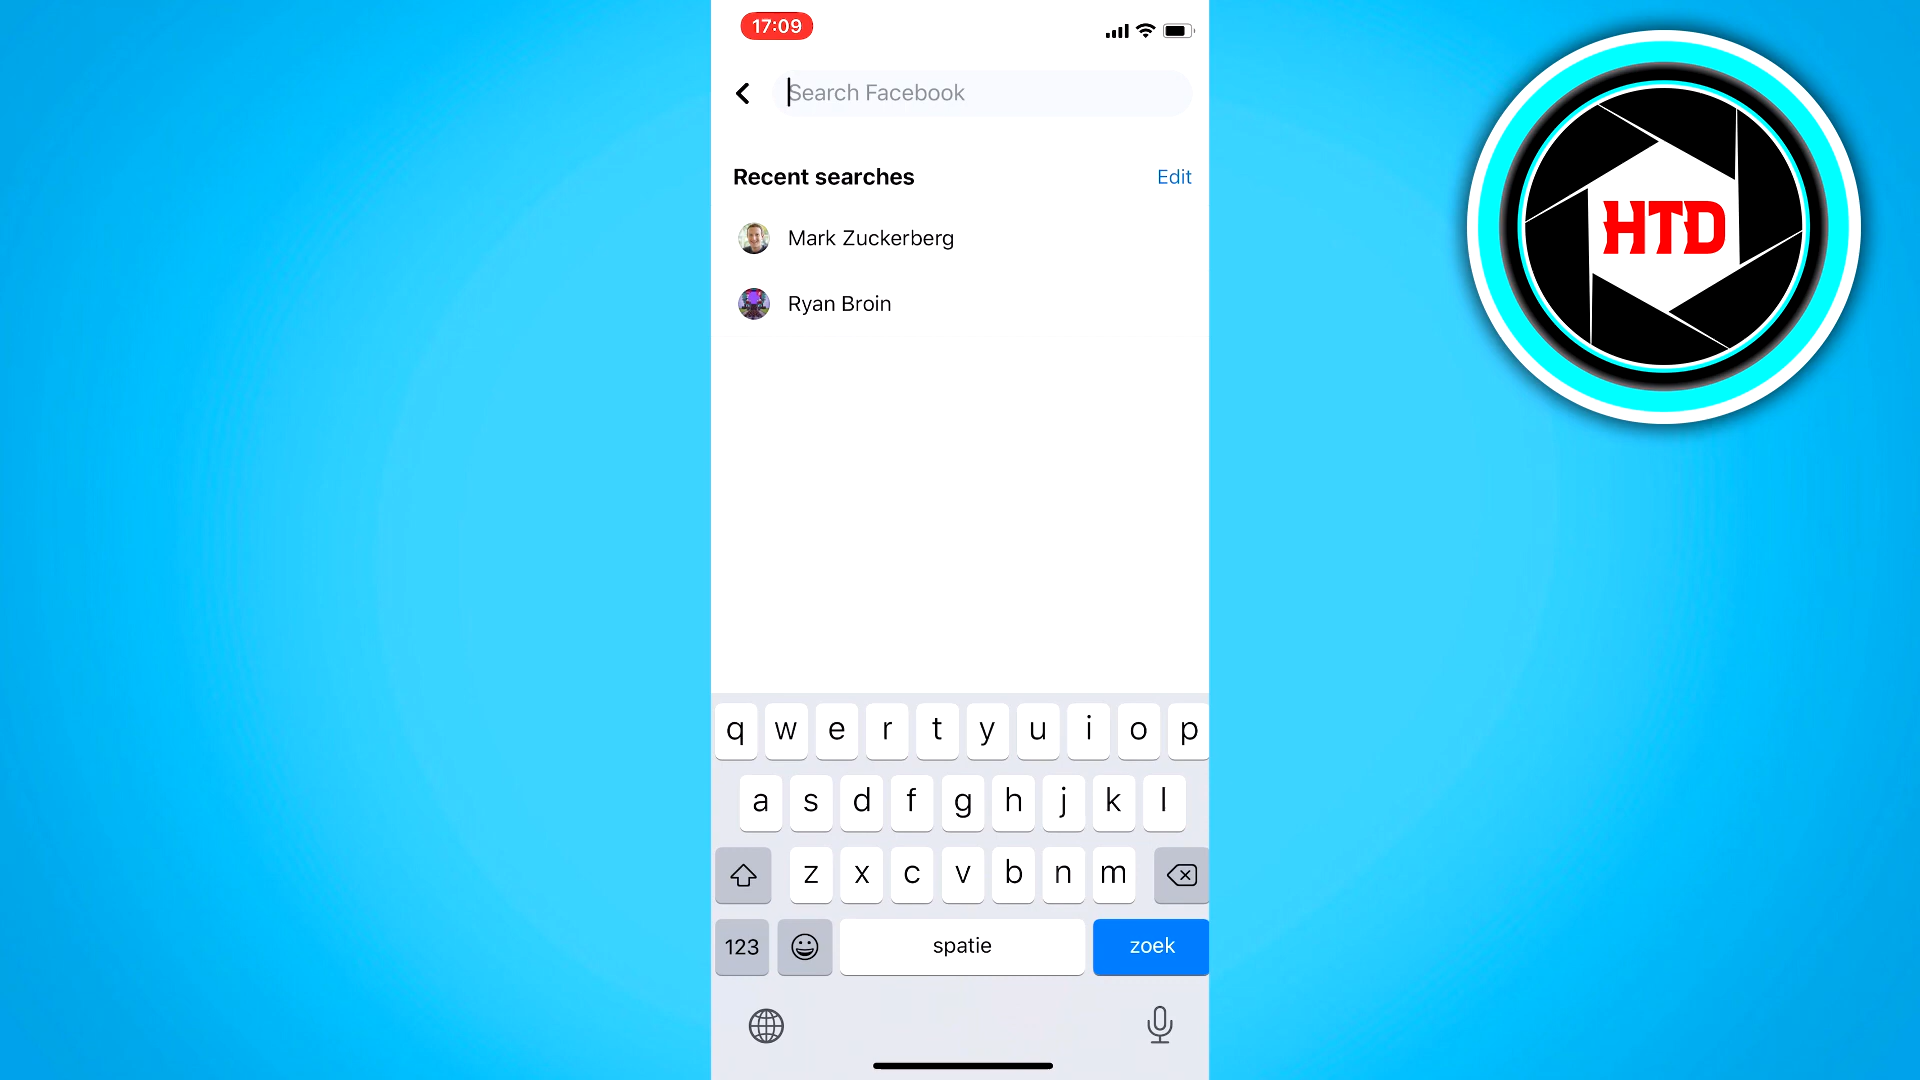 17:09
Search Facebook
Recent searches
Edit
Mark Zuckerberg
Ryan Broin
HTD
q w e r t y u i o p
a s d f g h j k l
z x c v b n m
123 spatie zoek